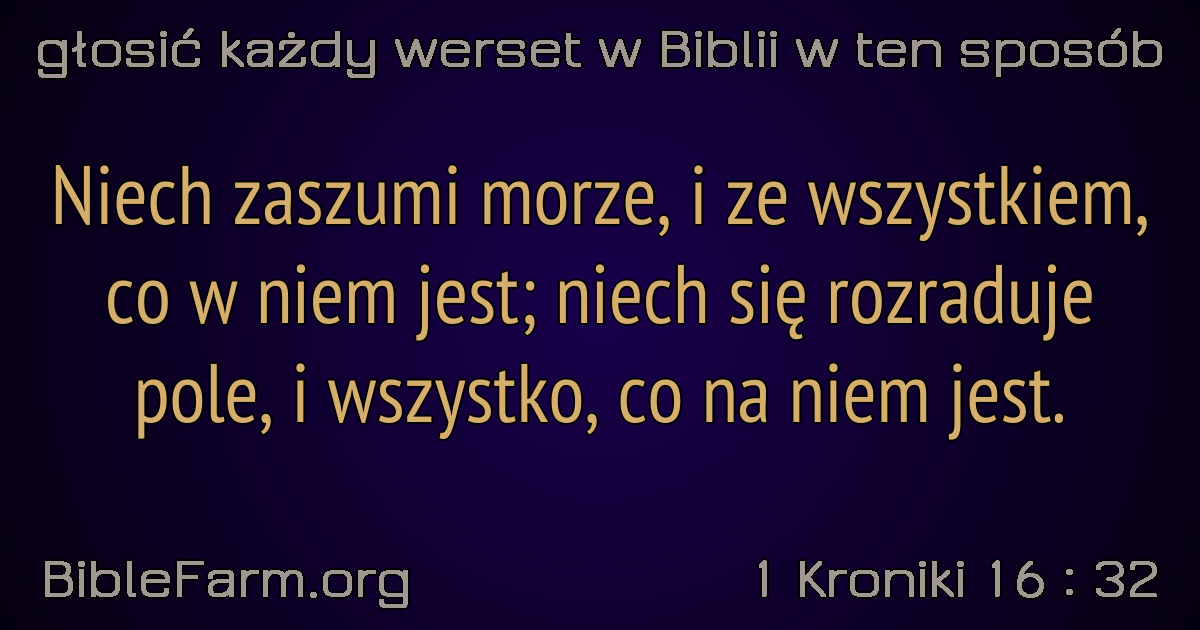 głosić każdy werset w Biblii w ten sposób
Niech zaszumi morze, i ze wszystkiem,
co w niem jest; niech się rozraduje
pole, i wszystko, co na niem jest.
BibleFarm.org
1 Kroniki 16 : 32